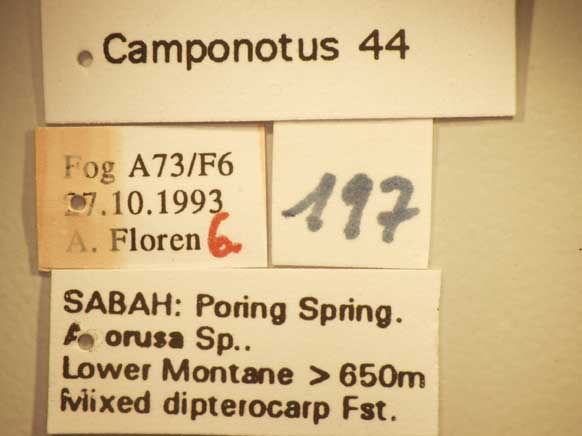 Camponotus 44
Fog A73/F6
27.10.1993
A. Floren 6.
197
SABAH: Poring Spring.
Sp..
Lower Montane > 650m
Mixed dipterocarp Fst.